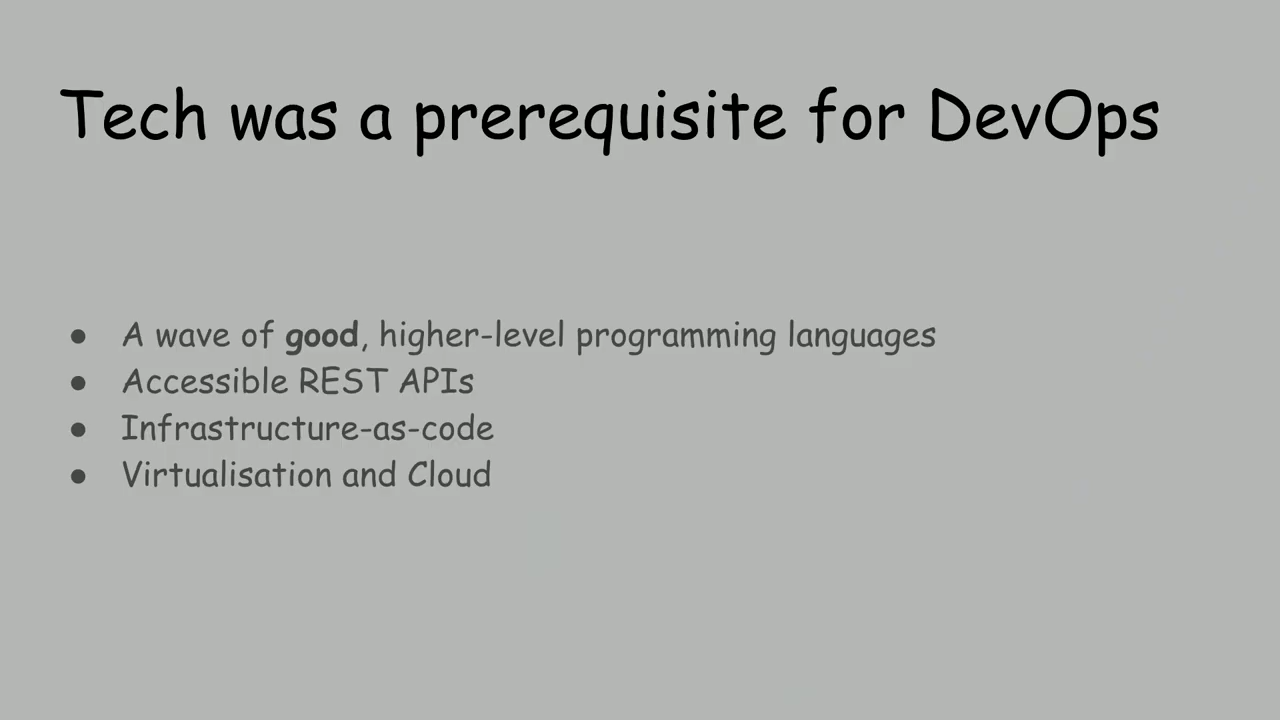 Tech was a prerequisite for DevOps
● A wave of good, higher-level programming languages
● Accessible REST APIs
● Infrastructure-as-code
● Virtualisation and Cloud